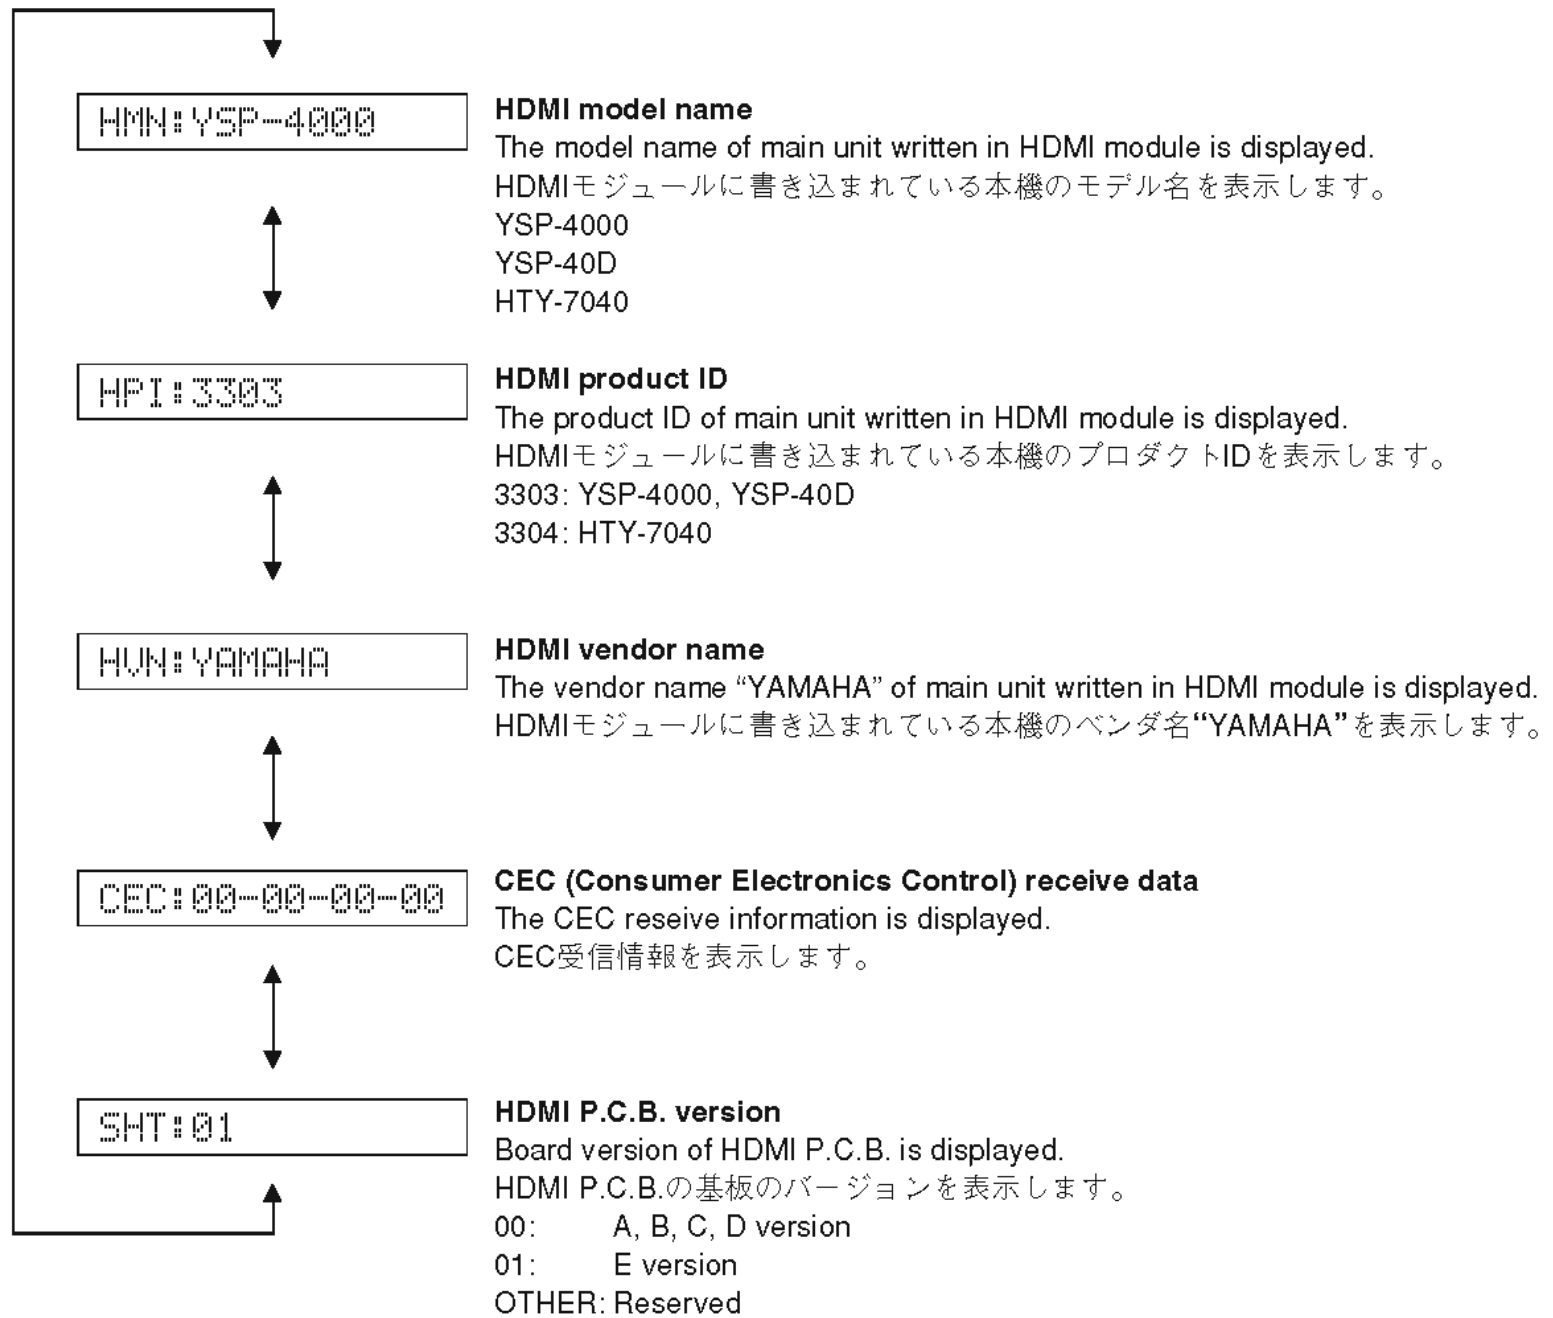 HMN:YSP-4000
HDMI model name
The model name of main unit written in HDMI module is displayed.
HDMIモジュールに書き込まれている本機のモデル名を表示します。
YSP-4000
YSP-40D
HTY-7040
HPI:3303
HDMI product ID
The product ID of main unit written in HDMI module is displayed.
HDMIモジュールに書き込まれている本機のプロダクトIDを表示します。
3303: YSP-4000, YSP-40D
3304: HTY-7040
HVN:YAMAHA
HDMI vendor name
The vendor name “YAMAHA” of main unit written in HDMI module is displayed.
HDMIモジュールに書き込まれている本機のベンダ名“YAMAHA”を表示します。
CEC:00-00-00-00
CEC (Consumer Electronics Control) receive data
The CEC reseive information is displayed.
CEC受信情報を表示します。
SHT:01
HDMI P.C.B. version
Board version of HDMI P.C.B. is displayed.
HDMI P.C.B.の基板のバージョンを表示します。
00: A, B, C, D version
01: E version
OTHER: Reserved